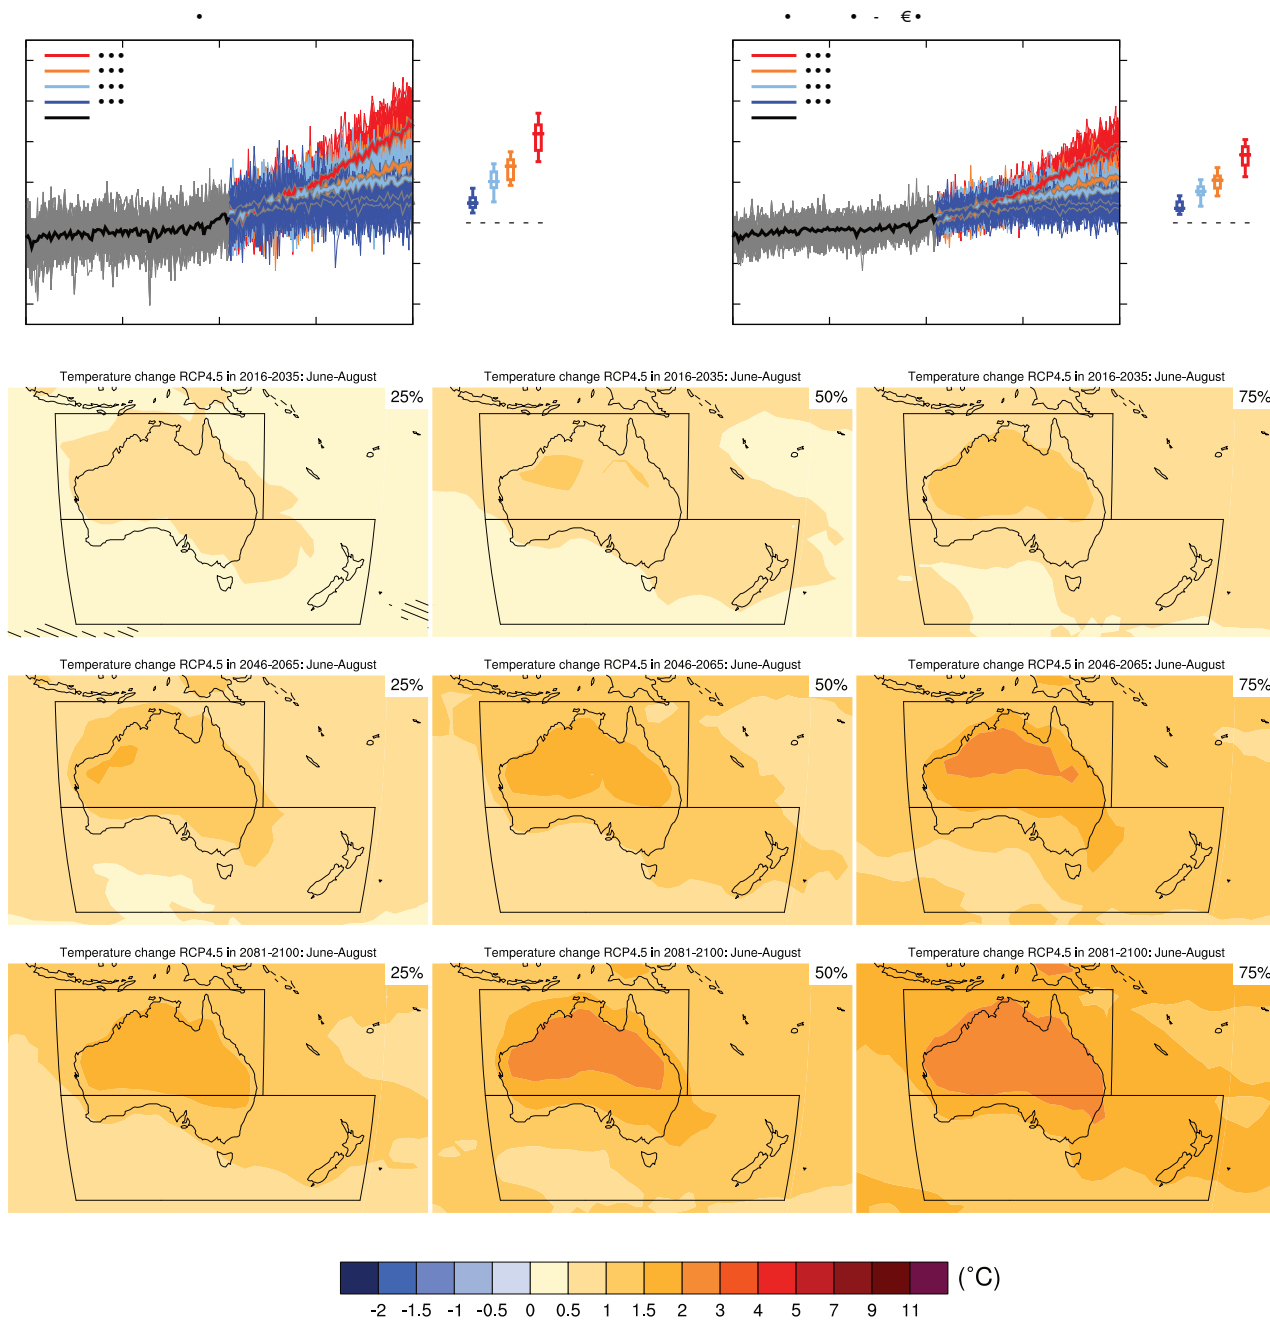 • • • - €•
•••
•••
•••
•••
•••
•••
•••
•••
Temperature change RCP4.5 in 2016-2035: June-August
25%
Temperature change RCP4.5 in 2016-2035: June-August
50%
Temperature change RCP4.5 in 2016-2035: June-August
75%
Temperature change RCP4.5 in 2046-2065: June-August
25%
Temperature change RCP4.5 in 2046-2065: June-August
50%
Temperature change RCP4.5 in 2046-2065: June-August
75%
Temperature change RCP4.5 in 2081-2100: June-August
25%
Temperature change RCP4.5 in 2081-2100: June-August
50%
Temperature change RCP4.5 in 2081-2100: June-August
75%
(˚C)
-2 -1.5 -1 -0.5 0 0.5 1 1.5 2 3 4 5 7 9 11